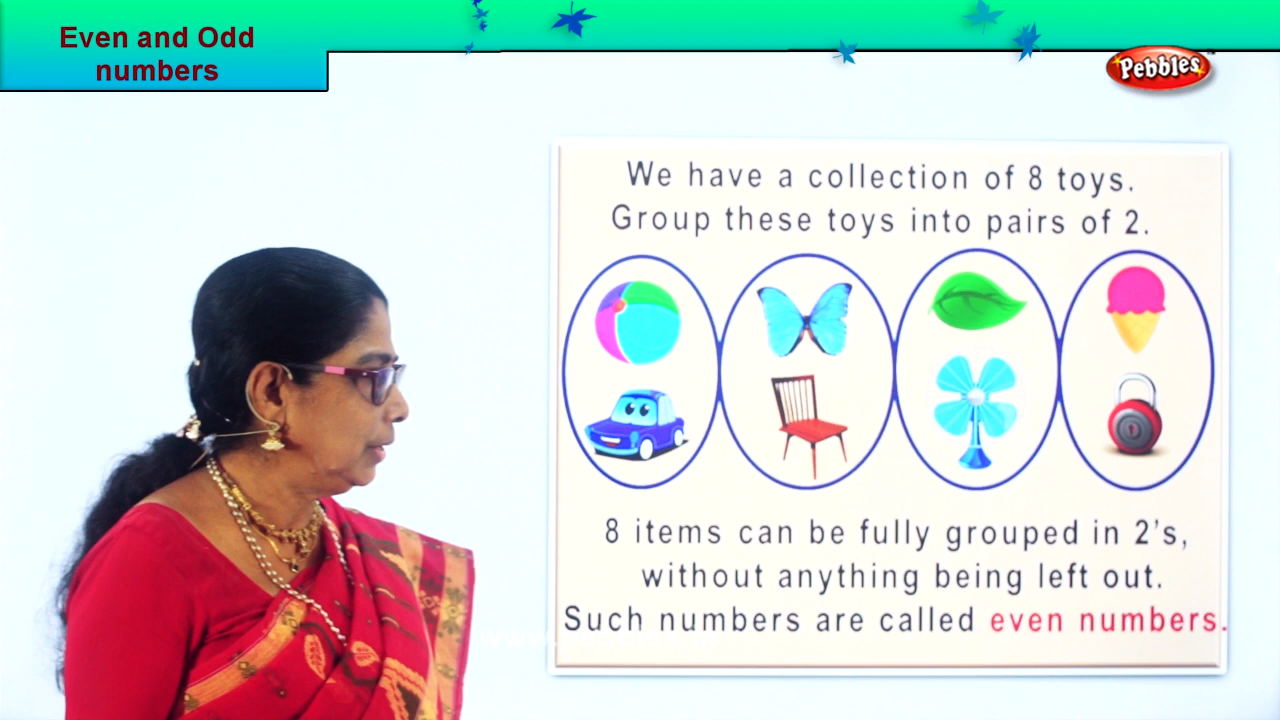 Even and Odd
numbers
Pebbles
We have a collection of 8 toys.
Group these toys into pairs of 2.
8 items can be fully grouped in 2's,
without anything being left out.
Such numbers are called even numbers.